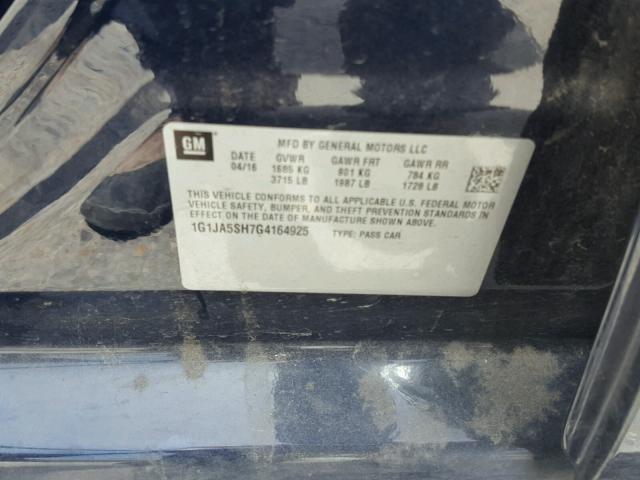 GM
MFD BY GENERAL MOTORS LLC
DATE GVWR GAWR FRT GAWR RR
04/16 1685 KG 901 KG 784 KG
3715 LB 1987 LB 1728 LB
THIS VEHICLE CONFORMS TO ALL APPLICABLE U.S. FEDERAL MOTOR
VEHICLE SAFETY, BUMPER, AND THEFT PREVENTION STANDARDS IN
EFFECT ON THE DATE OF MANUFACTURE SHOWN ABOVE.
1G1JA5SH7G4164925 TYPE: PASS CAR